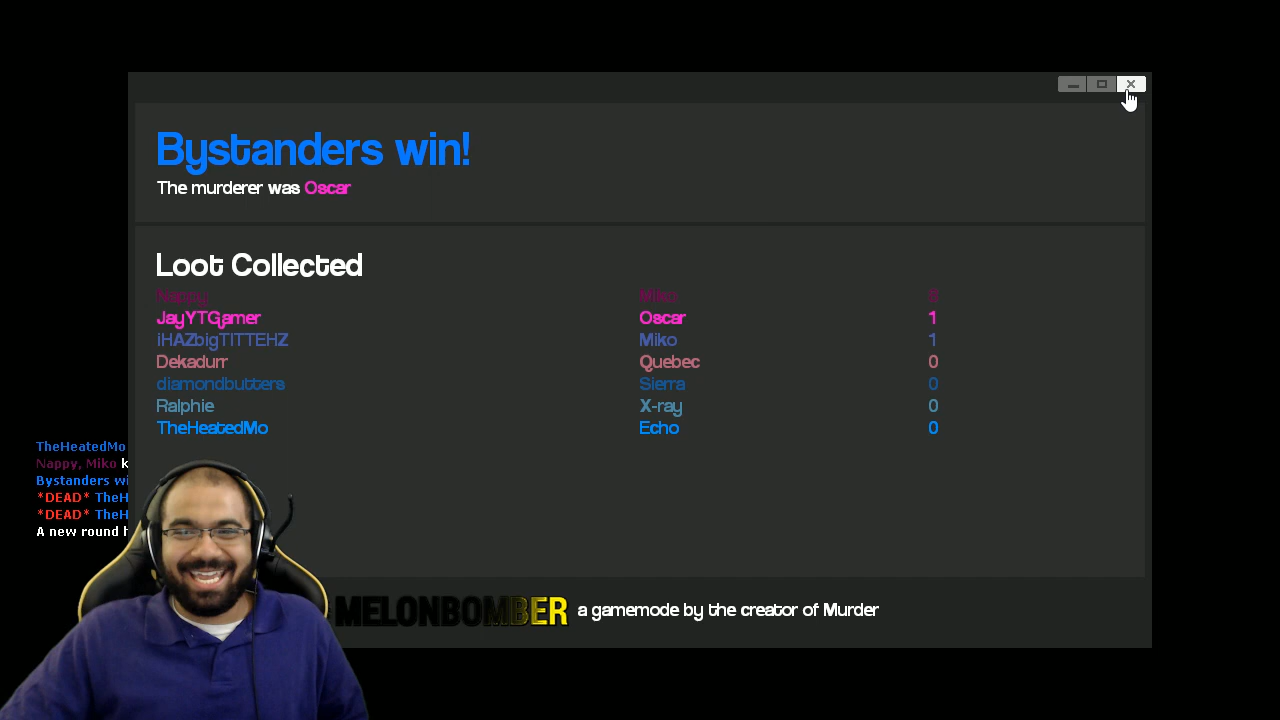 Bystanders win!
The murderer was Oscar
Loot Collected
Nappy Miko 6
JayYTGamer Oscar 1
iHAZbigTITTEHZ Miko 1
Dekadurr Quebec 0
diamondbutters Sierra 0
Ralphie X-ray 0
TheHeatedMo Echo 0
TheHeatedMo
Nappy, Miko k
Bystanders wi
*DEAD* TheH
*DEAD* TheH
A new round h
MELONBOMBER a gamemode by the creator of Murder